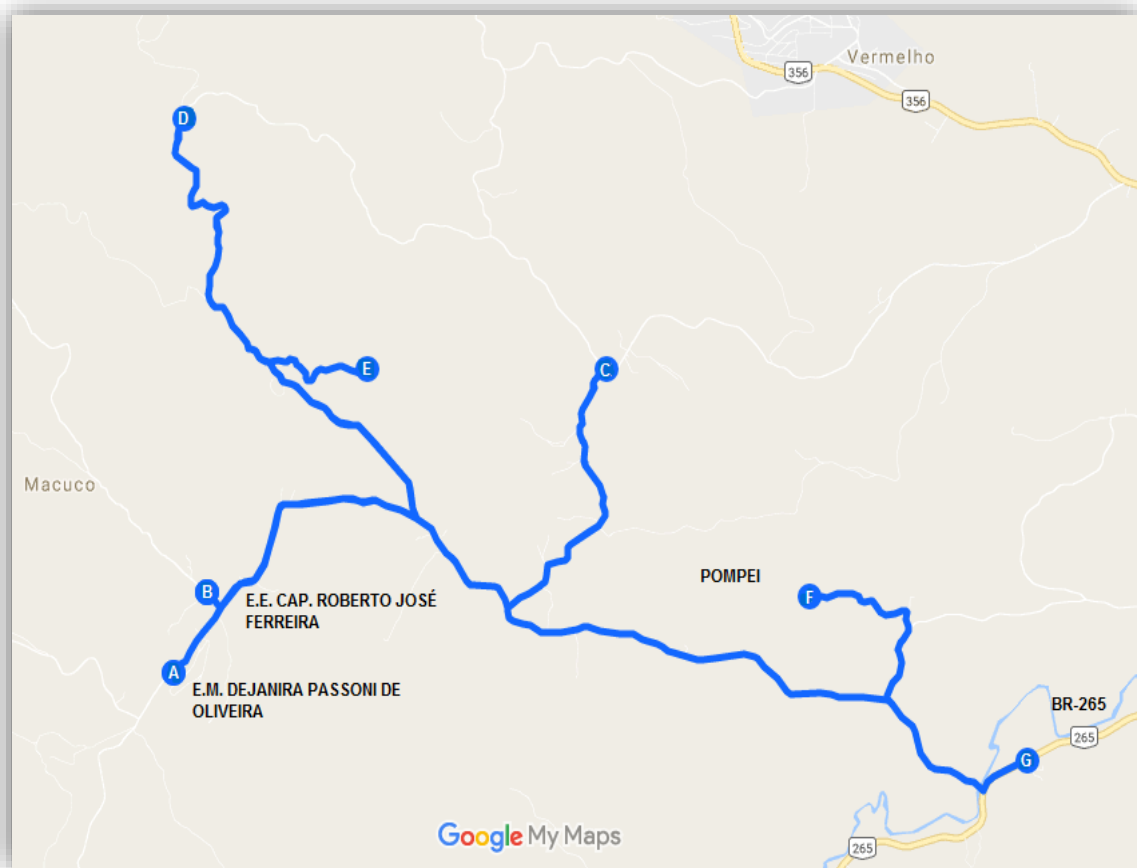 356
Vermelho
356
D
E
C
Macuco
B
E.E. CAP. ROBERTO JOSÉ
FERREIRA
POMPEI
F
A
E.M. DEJANIRA PASSONI DE
OLIVEIRA
BR-265
265
G
Google My Maps
265